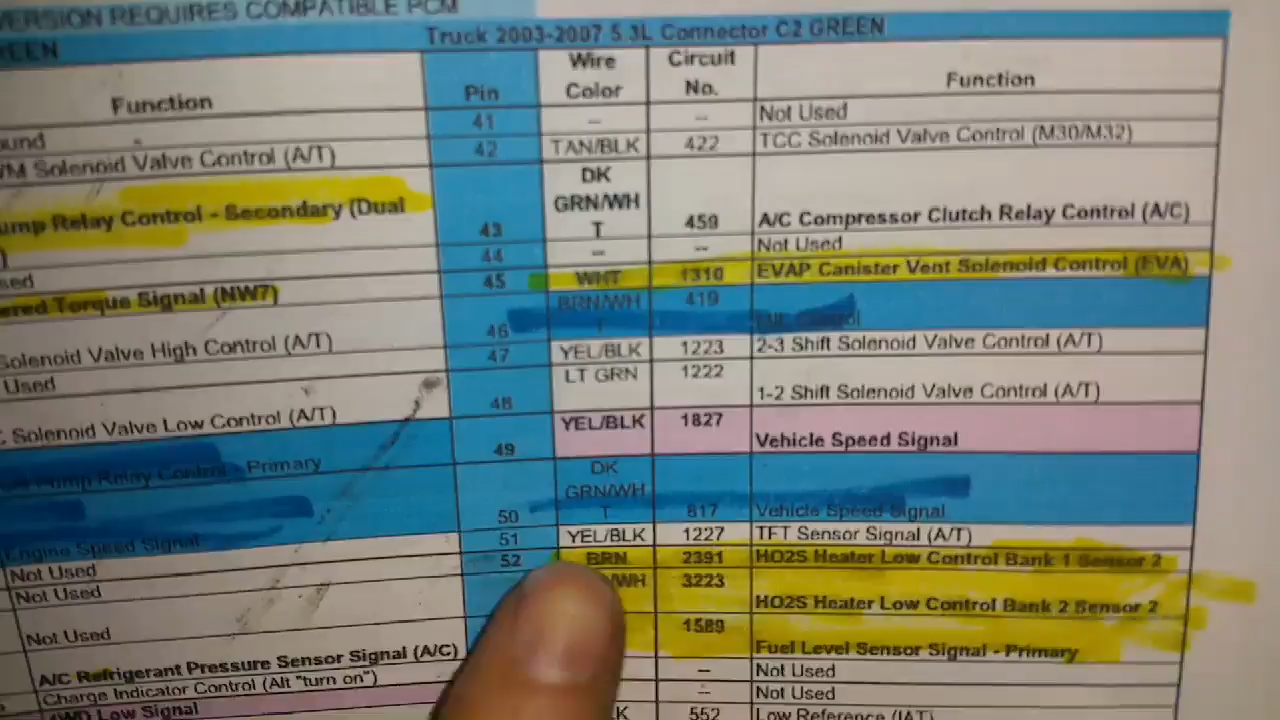 VERSION REQUIRES COMPATIBLE PCM
GREEN Truck 2003-2007 5.3L Connector C2 GREEN
Function Pin Wire Color Circuit No. Function
41 -- -- Not Used
42 TAN/BLK 422 TCC Solenoid Valve Control (M30/M32)
Solenoid Valve Control (A/T)
DK
GRN/WH
Relay Control - Secondary (Dual
43 T 459 A/C Compressor Clutch Relay Control (A/C)
)
44 -- -- Not Used
45 WHT 1310 EVAP Canister Vent Solenoid Control (EVA)
Torque Signal (NW7)
BRN/WH 419
46 T
Solenoid Valve High Control (A/T)
47 YEL/BLK 1223 2-3 Shift Solenoid Valve Control (A/T)
Used
LT GRN 1222
48 1-2 Shift Solenoid Valve Control (A/T)
Solenoid Valve Low Control (A/T)
YEL/BLK 1827
49 Vehicle Speed Signal
Pump Relay Control - Primary
DK
GRN/WH
50 T 817 Vehicle Speed Signal
Engine Speed Signal
51 YEL/BLK 1227 TFT Sensor Signal (A/T)
Not Used
52 BRN 2391 HO2S Heater Low Control Bank 1 Sensor 2
Not Used
/WH 3223
HO2S Heater Low Control Bank 2 Sensor 2
Not Used
1589
Fuel Level Sensor Signal - Primary
A/C Refrigerant Pressure Sensor Signal (A/C)
-- Not Used
Charge Indicator Control (Alt "turn on")
-- Not Used
4WD Low Signal
K 552 Low Reference (IAT)